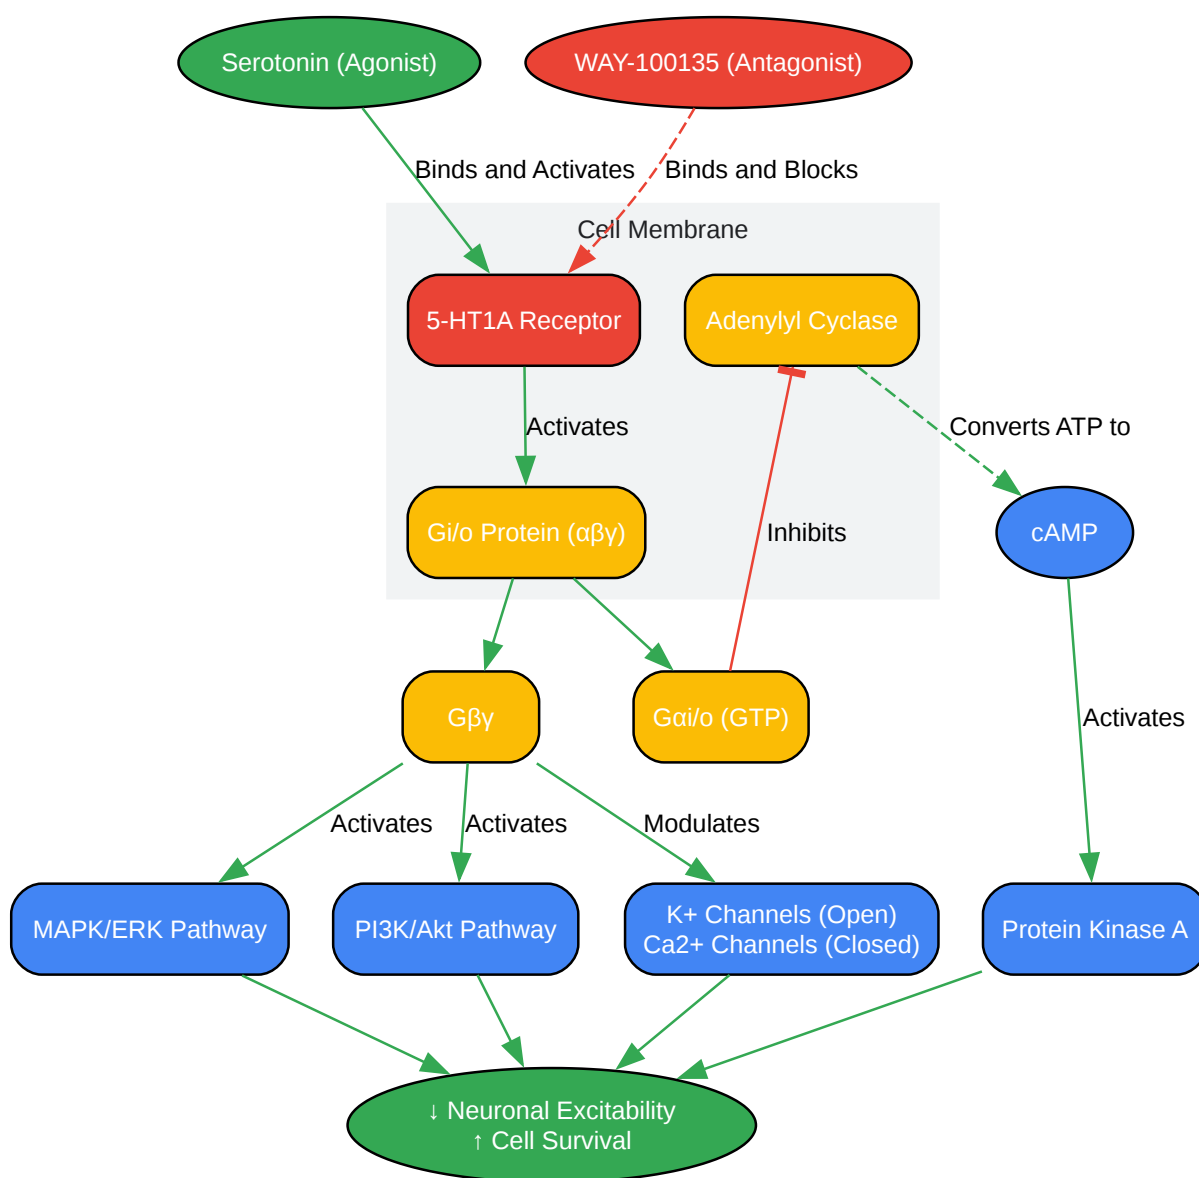 Serotonin (Agonist)
WAY-100135 (Antagonist)
Binds and Activates
Binds and Blocks
Cell Membrane
5-HT1A Receptor
Adenylyl Cyclase
Activates
Converts ATP to
Gi/o Protein (αβγ)
Inhibits
cAMP
Gβγ
Gαi/o (GTP)
Activates
Activates
Activates
Modulates
MAPK/ERK Pathway
PI3K/Akt Pathway
K+ Channels (Open)
Ca2+ Channels (Closed)
Protein Kinase A
↓ Neuronal Excitability
↑ Cell Survival